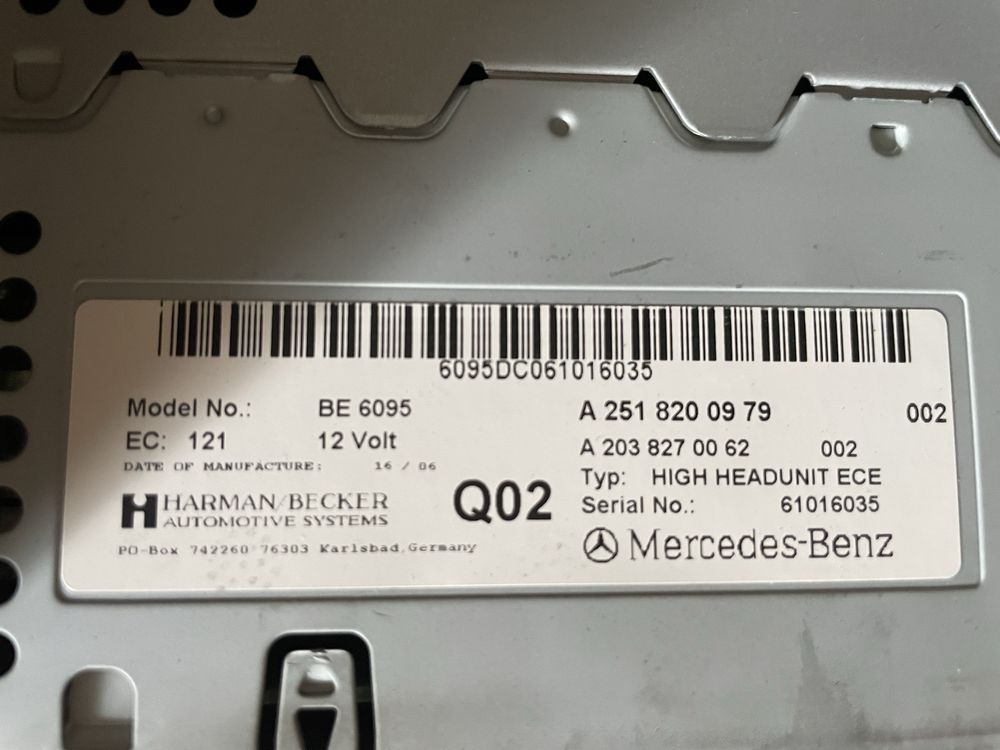 6095DC061016035
Model No.: BE 6095
A 251 820 09 79 002
EC: 121 12 Volt
A 203 827 00 62 002
DATE OF MANUFACTURE: 16 / 06
Typ: HIGH HEADUNIT ECE
HARMAN/BECKER
AUTOMOTIVE SYSTEMS
Q02
Serial No.: 61016035
PO-Box 742260 76303 Karlsbad,Germany
Mercedes-Benz